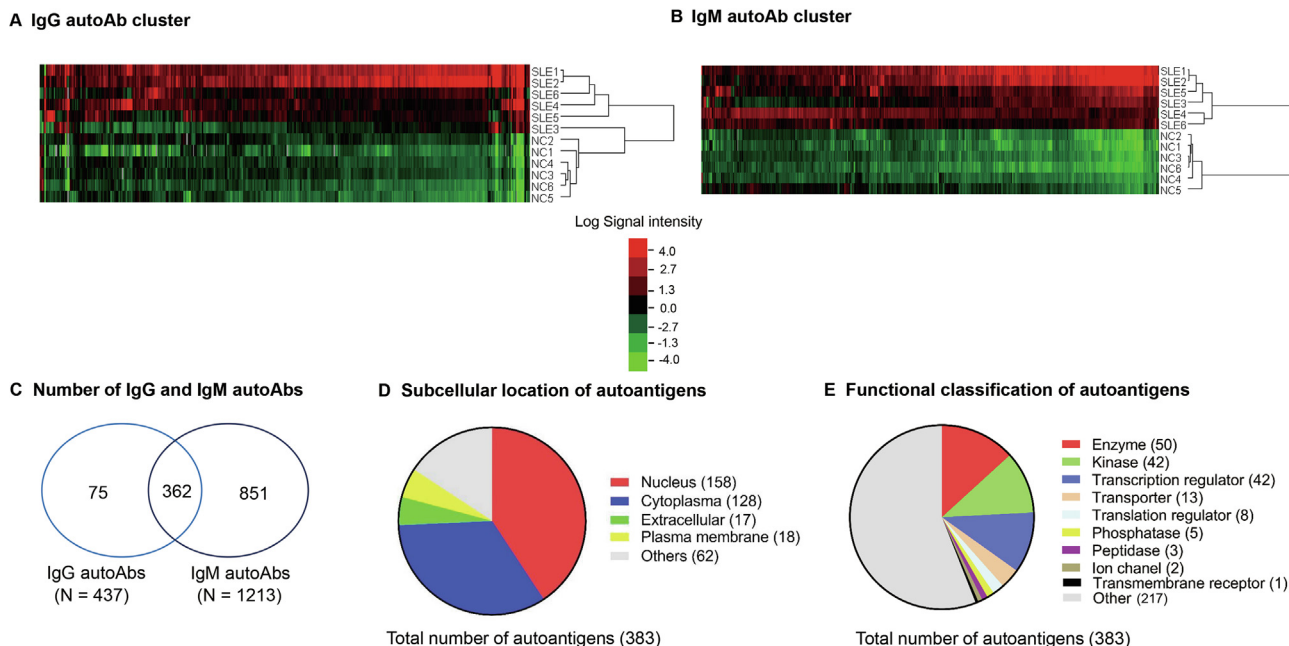 A IgG autoAb cluster
SLE1
SLE2
SLE6
SLE4
SLE5
SLE3
NC2
NC1
NC4
NC3
NC6
NC5
B IgM autoAb cluster
SLE1
SLE2
SLE5
SLE3
SLE4
SLE6
NC2
NC1
NC3
NC6
NC4
NC5
Log Signal intensity
4.0
2.7
1.3
0.0
-2.7
-1.3
-4.0
C Number of IgG and IgM autoAbs
75
362
851
IgG autoAbs
(N = 437)
IgM autoAbs
(N = 1213)
D Subcellular location of autoantigens
Nucleus (158)
Cytoplasma (128)
Extracellular (17)
Plasma membrane (18)
Others (62)
Total number of autoantigens (383)
E Functional classification of autoantigens
Enzyme (50)
Kinase (42)
Transcription regulator (42)
Transporter (13)
Translation regulator (8)
Phosphatase (5)
Peptidase (3)
Ion chanel (2)
Transmembrane receptor (1)
Other (217)
Total number of autoantigens (383)